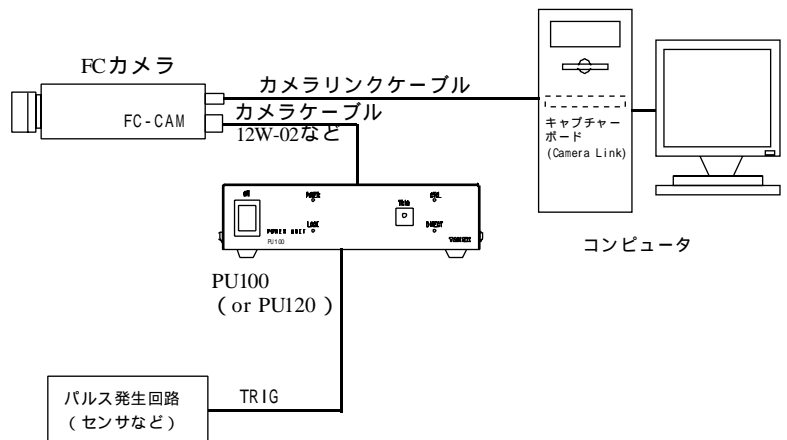 FCカメラ
カメラリンクケーブル
FC-CAM
カメラケーブル
12W-02など
キャプチャー
ボード
(Camera Link)
コンピュータ
POWER
TRIG
LOCK
POWER UNIT
PU100
PU100
( or PU120 )
パルス発生回路
( センサなど )
TRIG